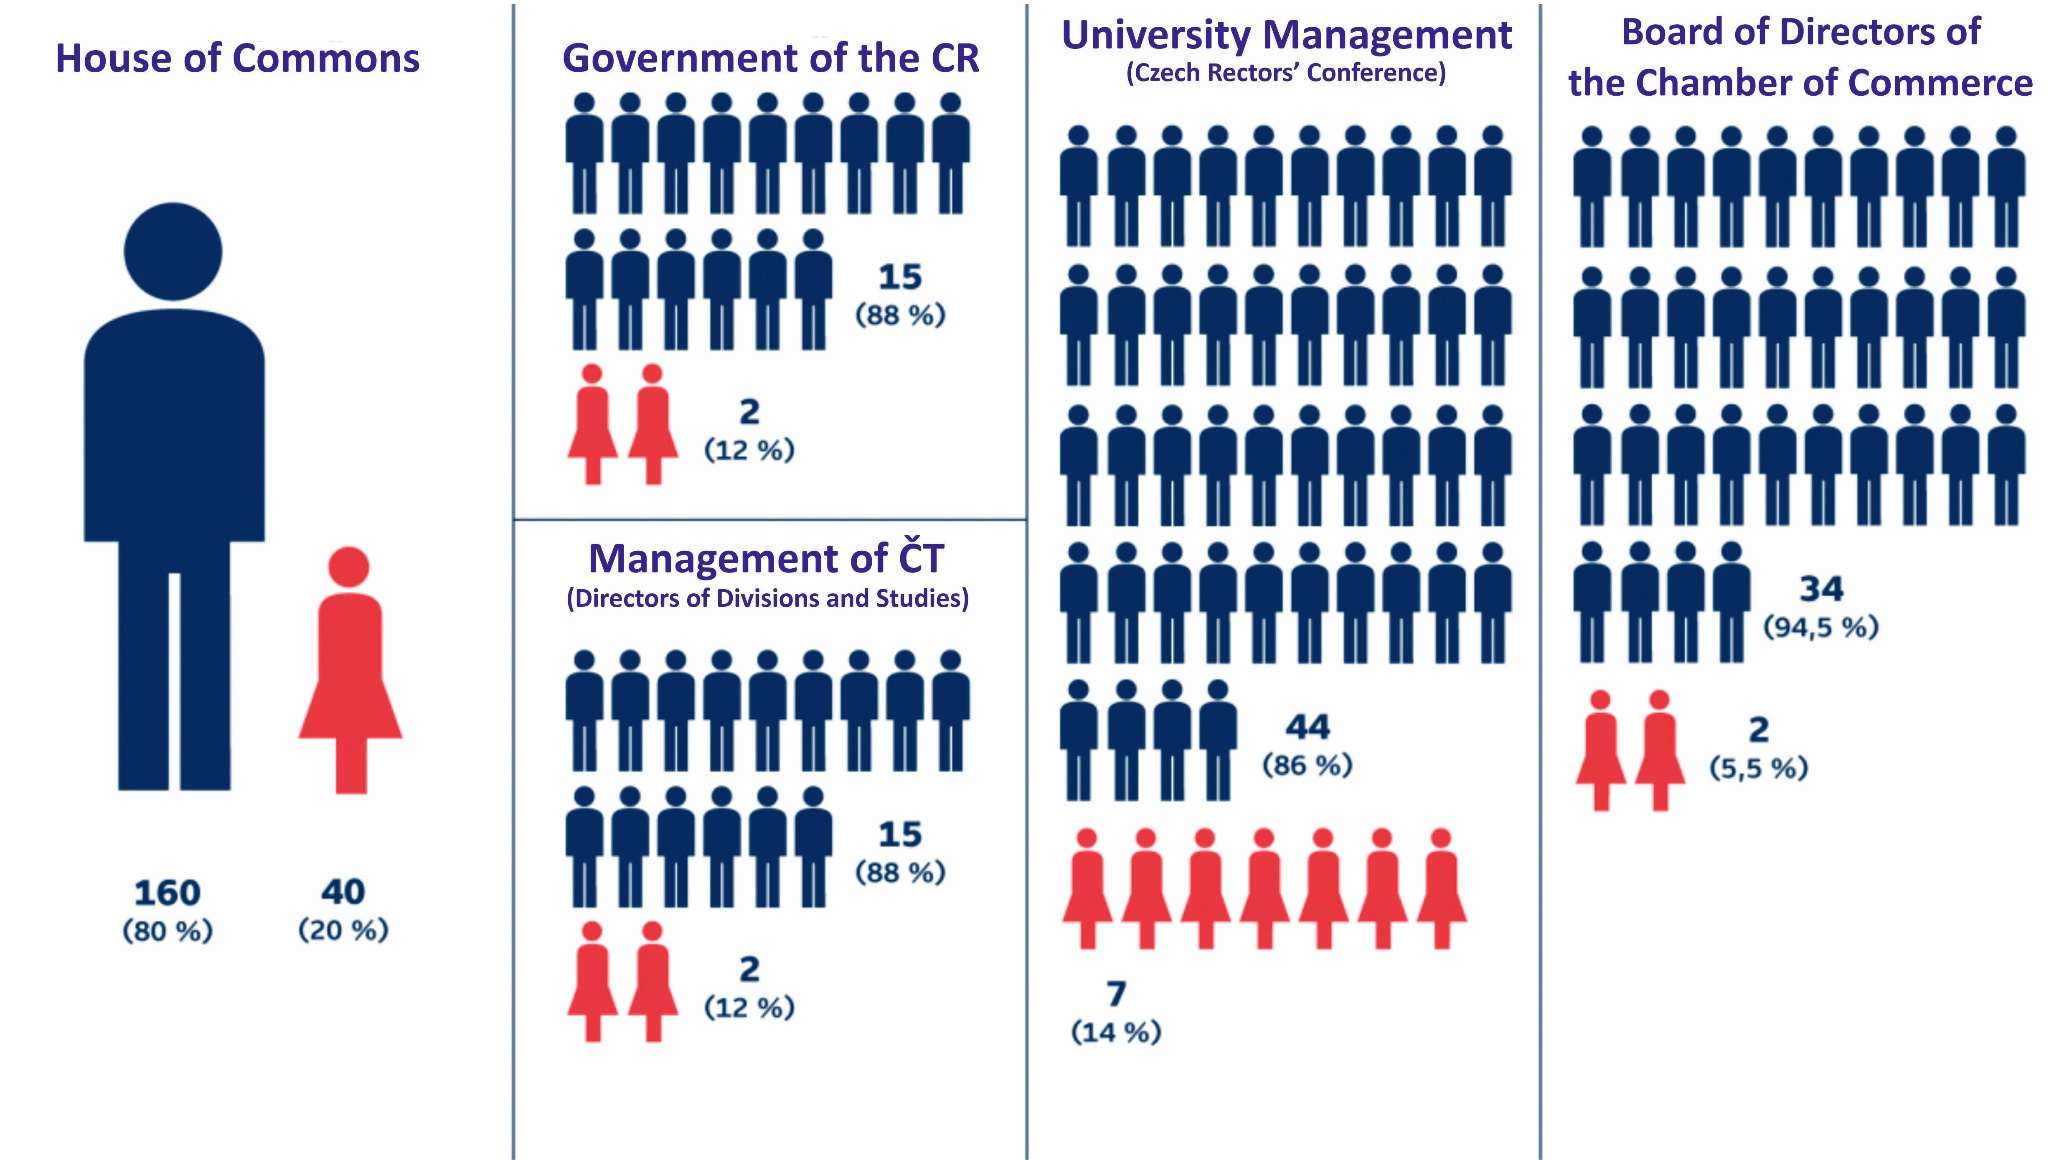 House of Commons
160
(80 %)
40
(20 %)
Government of the CR
15
(88 %)
2
(12 %)
Management of ČT
(Directors of Divisions and Studies)
15
(88 %)
2
(12 %)
University Management
(Czech Rectors’ Conference)
44
(86 %)
7
(14 %)
Board of Directors of
the Chamber of Commerce
34
(94,5 %)
2
(5,5 %)